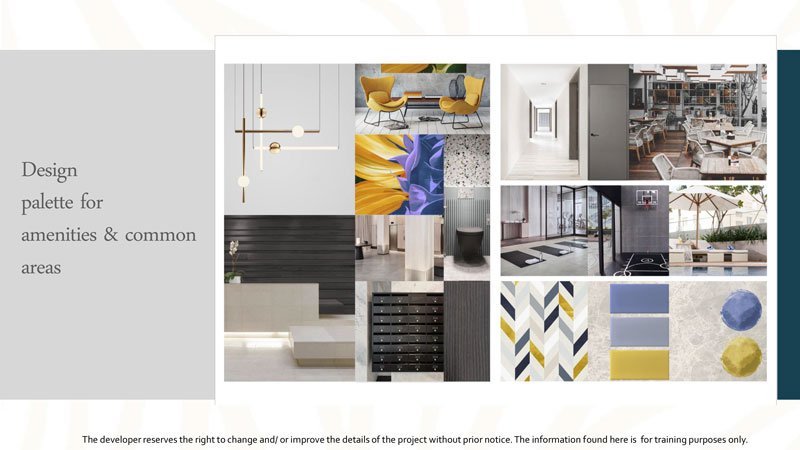 Design
palette for
amenities & common
areas
The developer reserves the right to change and/ or improve the details of the project without prior notice. The information found here is  for training purposes only.